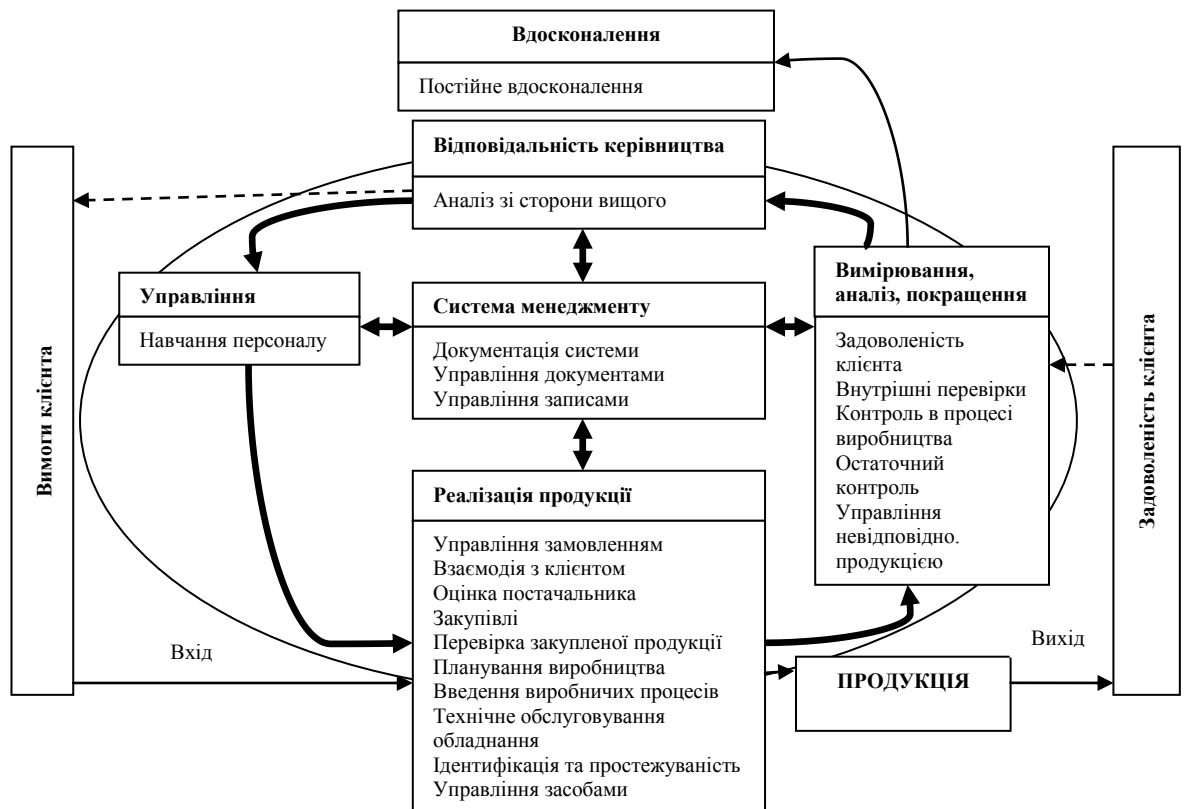 Вдосконалення
Постійне вдосконалення
Відповідальність керівництва
Аналіз зі сторони вищого
Вимоги клієнта
Управління
Навчання персоналу
Система менеджменту
Документація системи
Управління документами
Управління записами
Вимірювання,
аналіз, покращення
Задоволеність
клієнта
Внутрішні перевірки
Контроль в процесі
виробництва
Остаточний
контроль
Управління
невідповідно.
продукцією
Задоволеність клієнта
Реалізація продукції
Управління замовленням
Взаємодія з клієнтом
Оцінка постачальника
Закупівлі
Перевірка закупленої продукції
Планування виробництва
Введення виробничих процесів
Технічне обслуговування
обладнання
Ідентифікація та простежуваність
Управління засобами
Вхід
Вихід
ПРОДУКЦІЯ